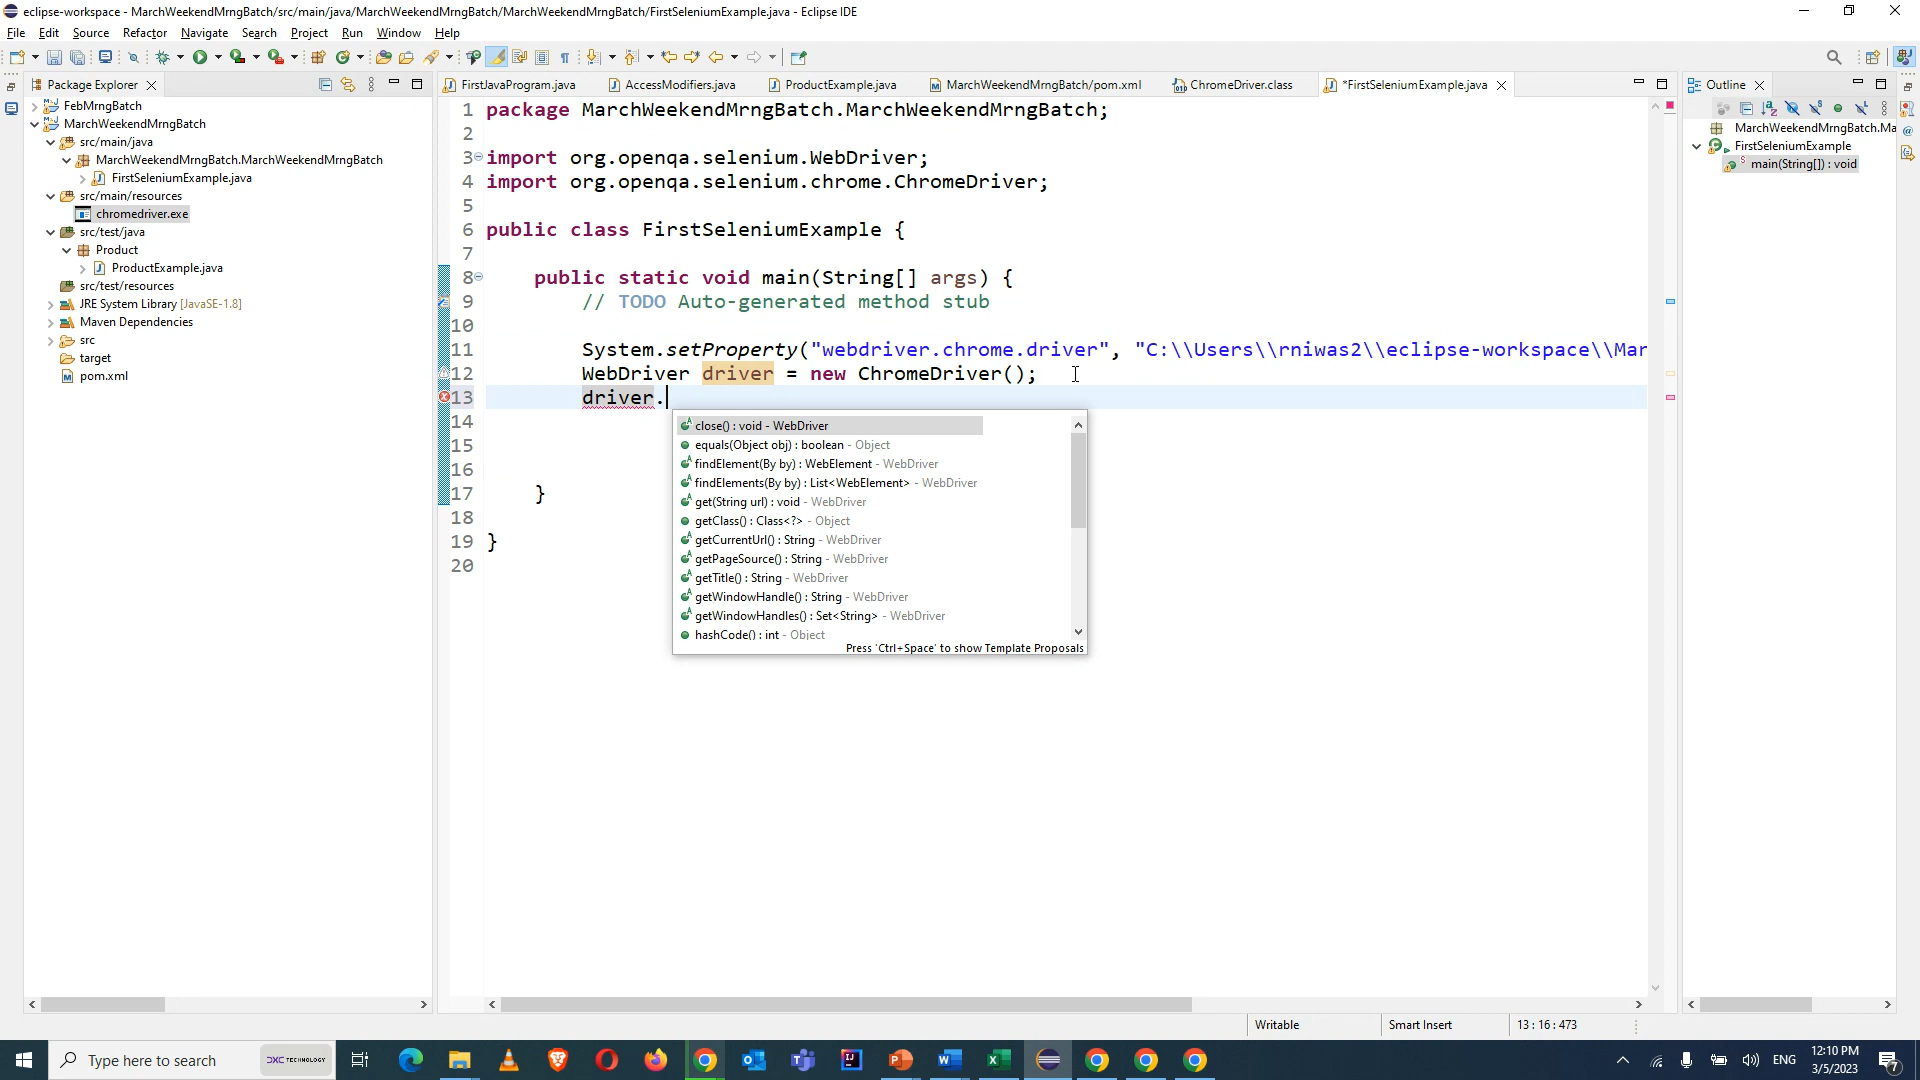 eclipse-workspace - MarchWeekendMrngBatch/src/main/java/MarchWeekendMrngBatch/MarchWeekendMrngBatch/FirstSeleniumExample.java - Eclipse IDE
File Edit Source Refactor Navigate Search Project Run Window Help
Package Explorer
FebMrngBatch
MarchWeekendMrngBatch
src/main/java
MarchWeekendMrngBatch.MarchWeekendMrngBatch
FirstSeleniumExample.java
src/main/resources
chromedriver.exe
src/test/java
Product
ProductExample.java
src/test/resources
JRE System Library [JavaSE-1.8]
Maven Dependencies
src
target
pom.xml
FirstJavaProgram.java AccessModifiers.java ProductExample.java MarchWeekendMrngBatch/pom.xml ChromeDriver.class *FirstSeleniumExample.java
1 package MarchWeekendMrngBatch.MarchWeekendMrngBatch;
2
3 import org.openqa.selenium.WebDriver;
4 import org.openqa.selenium.chrome.ChromeDriver;
5
6 public class FirstSeleniumExample {
7
8 public static void main(String[] args) {
9 // TODO Auto-generated method stub
10
11 System.setProperty("webdriver.chrome.driver", "C:\\Users\\rniwas2\\eclipse-workspace\\Mar
12 WebDriver driver = new ChromeDriver();
13 driver.
14
15
16
17 }
18
19 }
20
close() : void - WebDriver
equals(Object obj) : boolean - Object
findElement(By by) : WebElement - WebDriver
findElements(By by) : List<WebElement> - WebDriver
get(String url) : void - WebDriver
getClass() : Class<?> - Object
getCurrentUrl() : String - WebDriver
getPageSource() : String - WebDriver
getTitle() : String - WebDriver
getWindowHandle() : String - WebDriver
getWindowHandles() : Set<String> - WebDriver
hashCode() : int - Object
Press 'Ctrl+Space' to show Template Proposals
Outline
MarchWeekendMrngBatch.Ma
FirstSeleniumExample
main(String[]) : void
Writable Smart Insert 13 : 16 : 473
Type here to search
DXC TECHNOLOGY
ENG
12:10 PM
3/5/2023
7